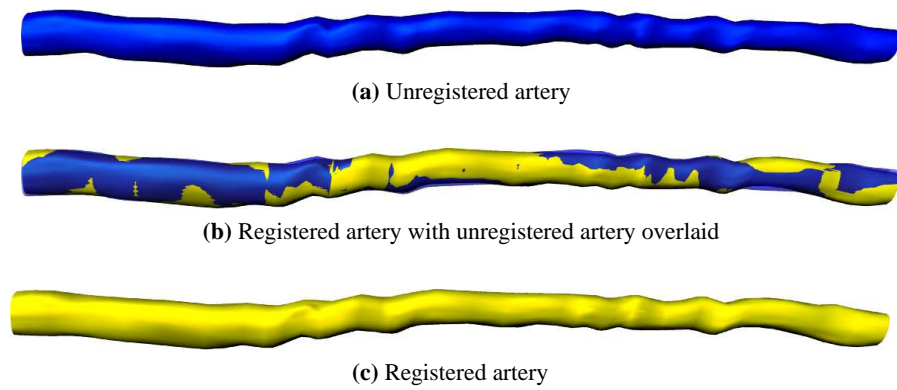 (a) Unregistered artery
(b) Registered artery with unregistered artery overlaid
(c) Registered artery